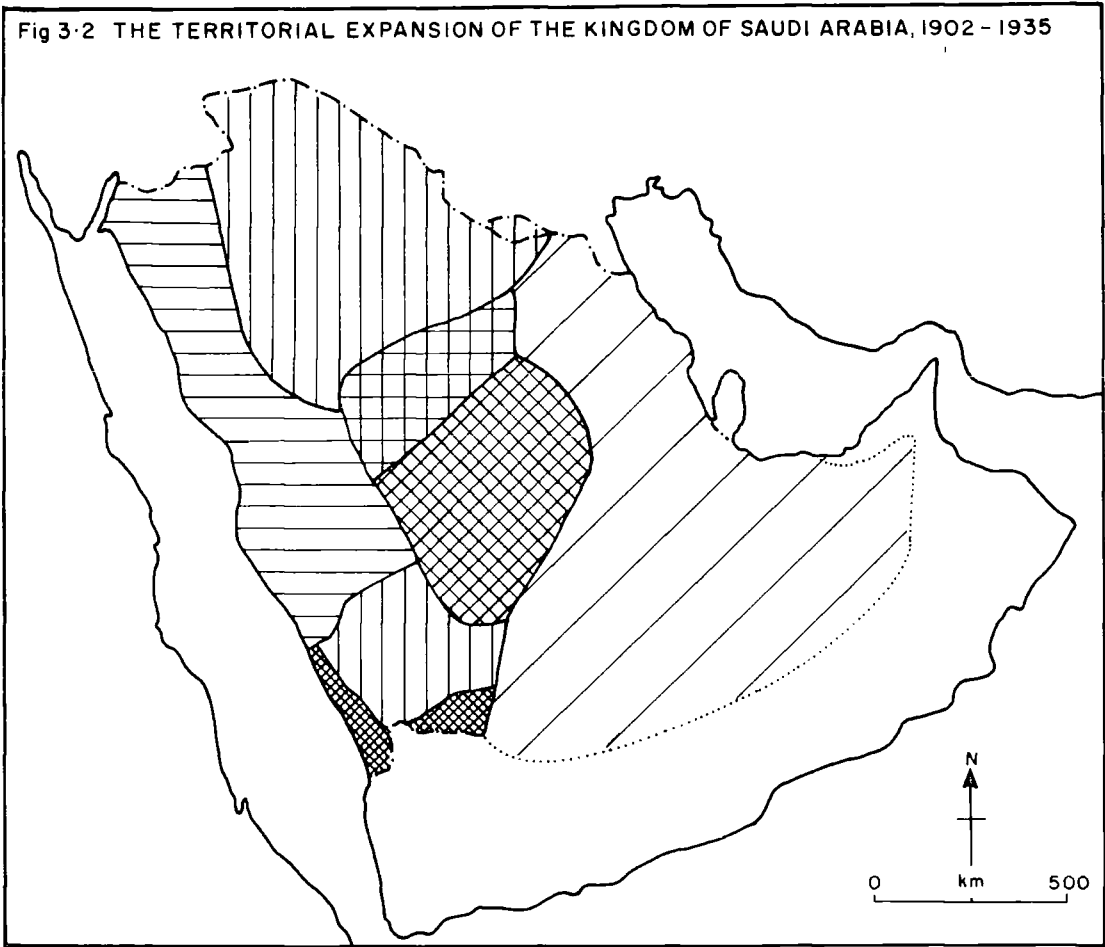 Fig 3·2 THE TERRITORIAL EXPANSION OF THE KINGDOM OF SAUDI ARABIA, 1902 – 1935
N
0 km 500